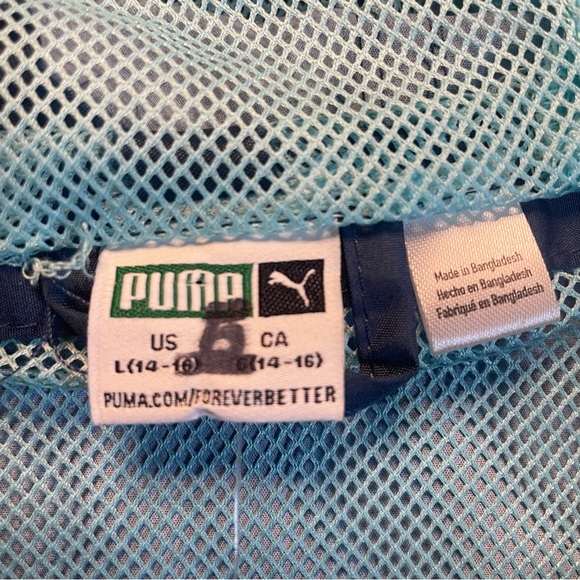 PUMA
US CA
L(14-16) G(14-16)
PUMA.COM/FOREVERBETTER
Made in Bangladesh
Hecho en Bangladesh
Fabriqué en Bangladesh